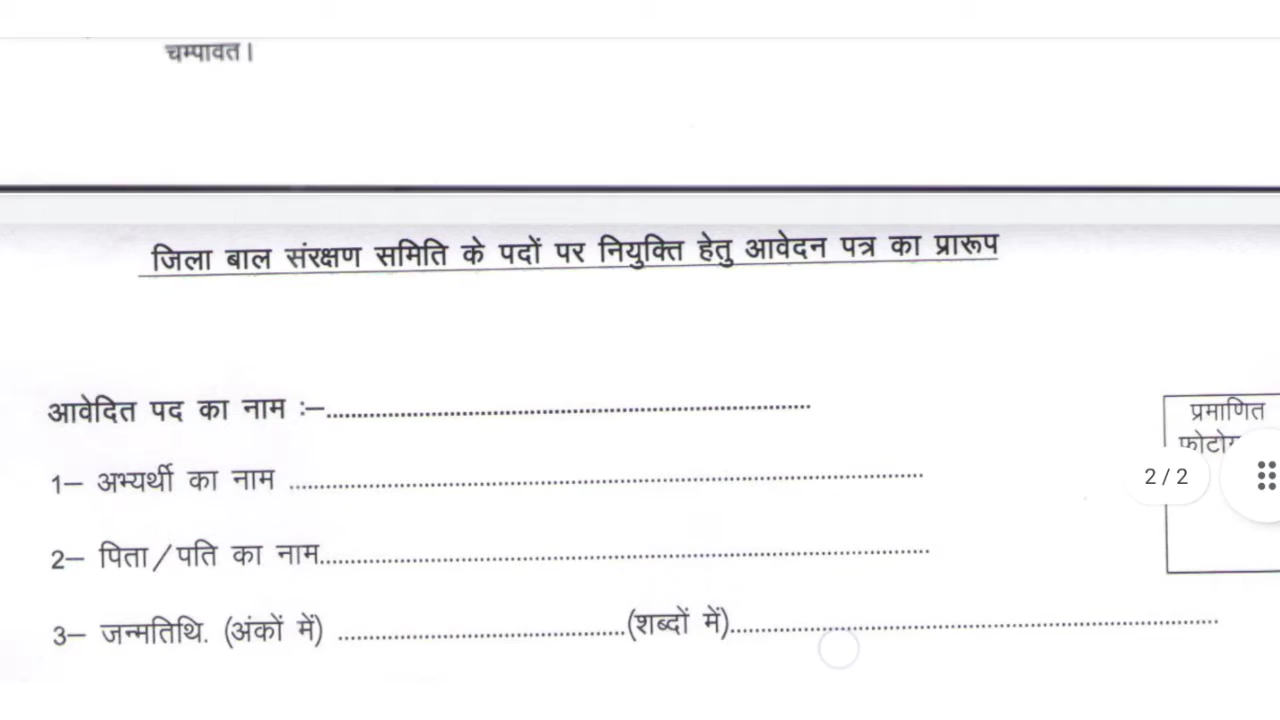 चम्पावत।
जिला बाल संरक्षण समिति के पदों पर नियुक्ति हेतु आवेदन पत्र का प्रारूप
आवेदित पद का नाम :–..........................................................
प्रमाणित
1– अभ्यर्थी का नाम ..........................................................................
2/2
2– पिता/पति का नाम.......................................................................
3– जन्मतिथि. (अंकों में) ..................................(शब्दों में)..........................................................